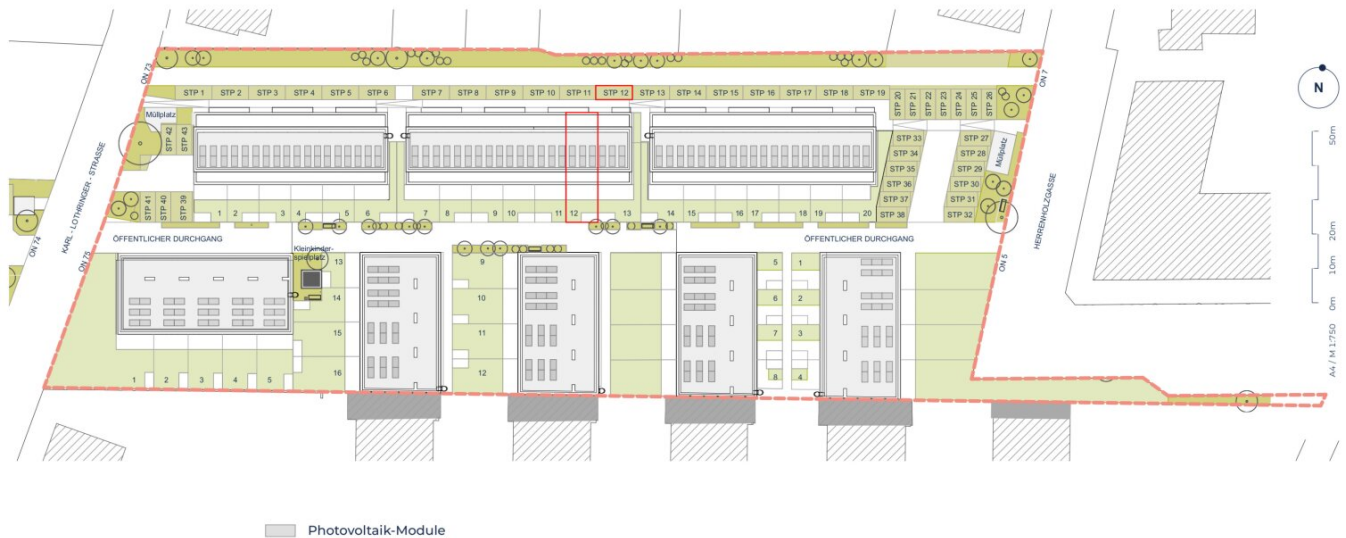 ON 73
ON 7
STP 1 STP 2 STP 3 STP 4 STP 5 STP 6 STP 7 STP 8 STP 9 STP 10 STP 11 STP 12 STP 13 STP 14 STP 15 STP 16 STP 17 STP 18 STP 19
STP 20
STP 21
STP 22
STP 23
STP 24
STP 25
STP 26
N
Müllplatz
STP 42
STP 43
STP 33
STP 34
STP 35
STP 36
STP 37
STP 38
STP 27
STP 28
STP 29
STP 30
STP 31
STP 32
Müllplatz
STP 41
STP 40
STP 39
1 2 3 4 5 6 7 8 9 10 11 12 13 14 15 16 17 18 19 20
KARL - LOTHRINGER - STRASSE
ON 74
ON 75
HERRENHOLZGASSE
ON 5
ÖFFENTLICHER DURCHGANG
ÖFFENTLICHER DURCHGANG
Kleinkinder-
spielplatz
13
14
15
16
9
10
11
12
5
6
7
8
1
2
3
4
1 2 3 4 5
50m
20m
10m
0m
A4 / M 1:750
Photovoltaik-Module